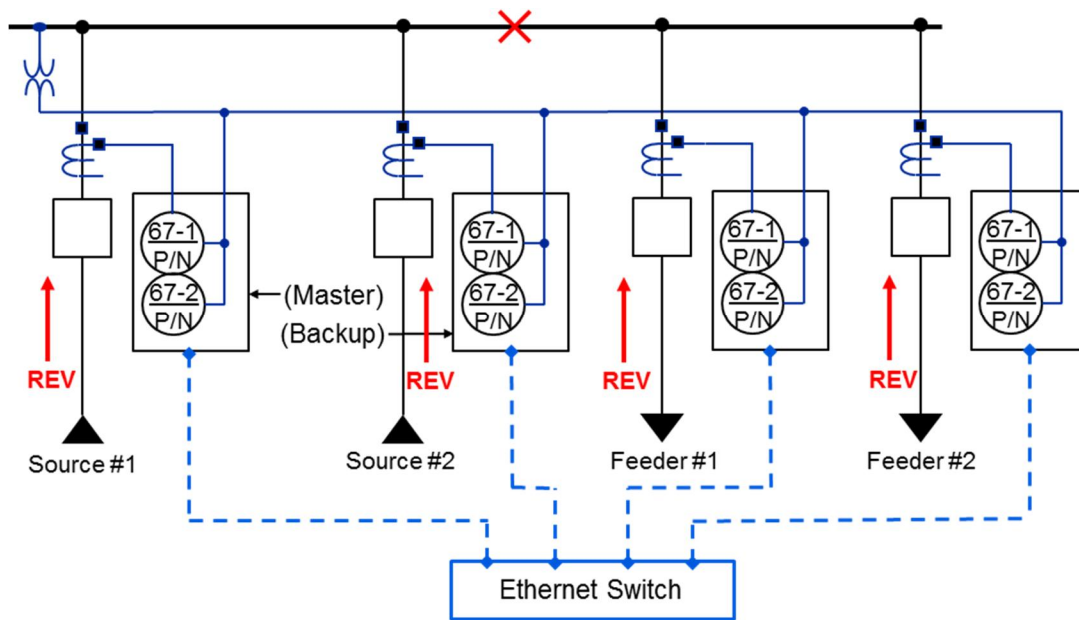 67-1
P/N
67-2
P/N
67-1
P/N
67-2
P/N
67-1
P/N
67-2
P/N
67-1
P/N
67-2
P/N
(Master)
(Backup)
REV
REV
REV
REV
Source #1
Source #2
Feeder #1
Feeder #2
Ethernet Switch